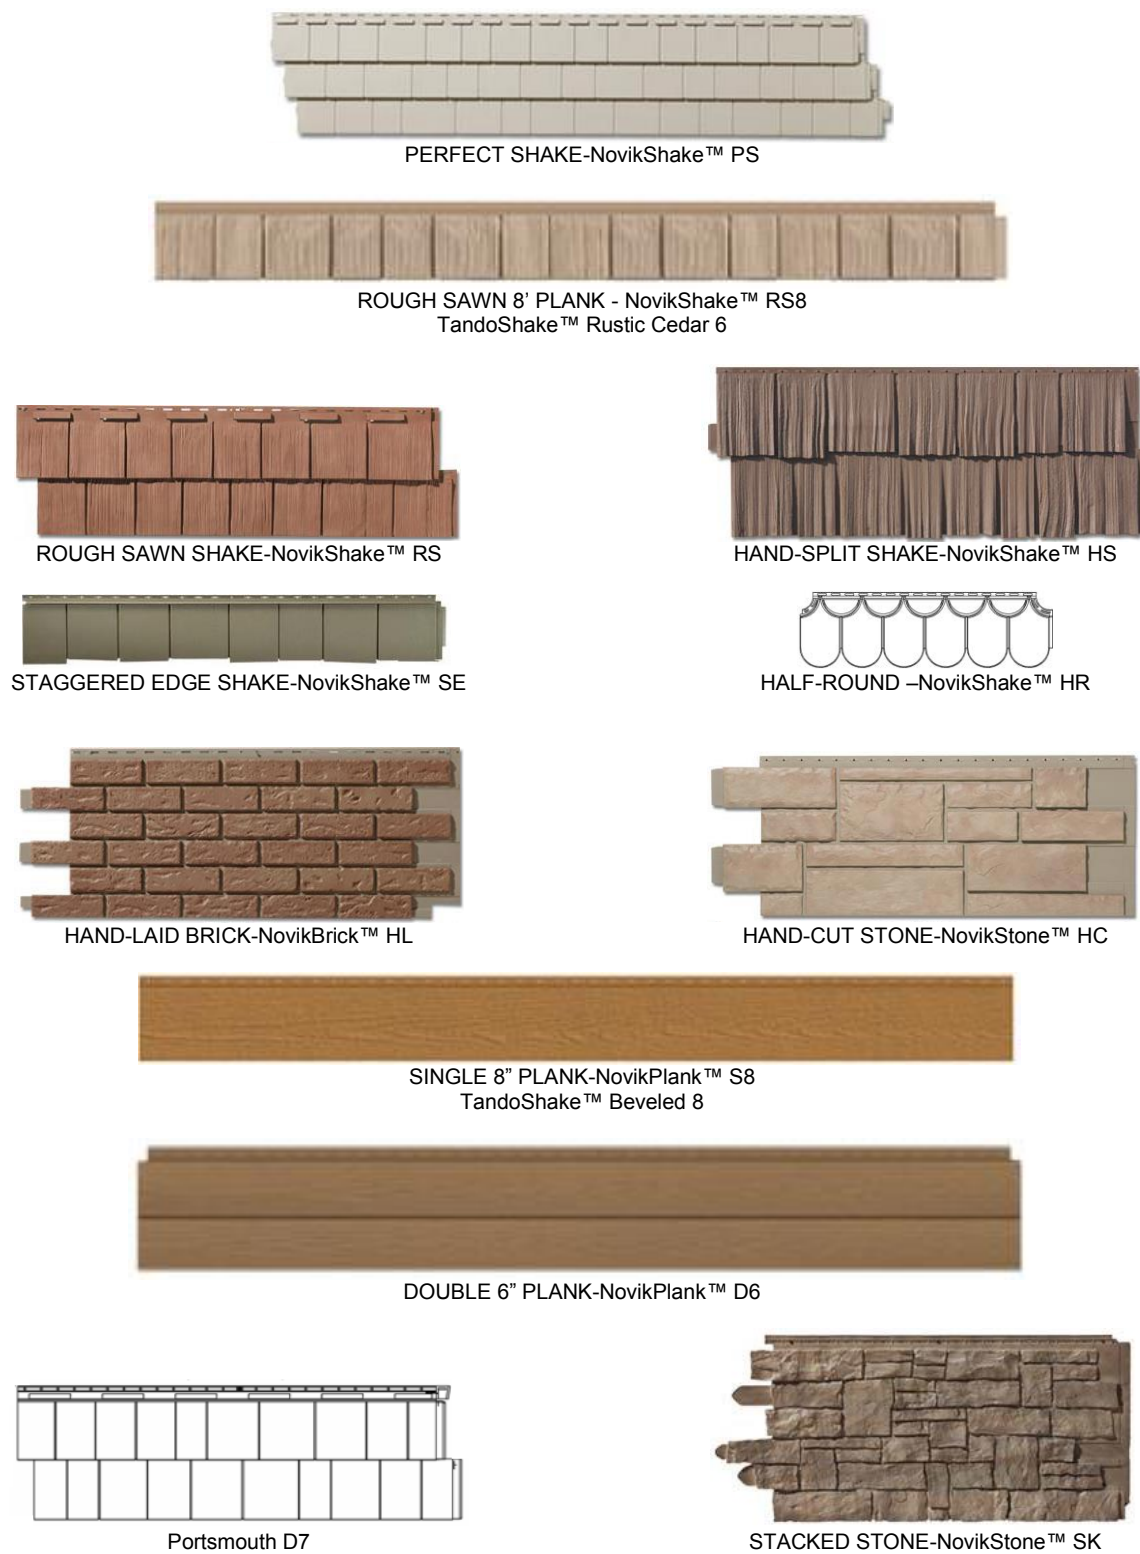 PERFECT SHAKE-NovikShake™ PS
ROUGH SAWN 8’ PLANK - NovikShake™ RS8
TandoShake™ Rustic Cedar 6
ROUGH SAWN SHAKE-NovikShake™ RS
HAND-SPLIT SHAKE-NovikShake™ HS
STAGGERED EDGE SHAKE-NovikShake™ SE
HALF-ROUND –NovikShake™ HR
HAND-LAID BRICK-NovikBrick™ HL
HAND-CUT STONE-NovikStone™ HC
SINGLE 8” PLANK-NovikPlank™ S8
TandoShake™ Beveled 8
DOUBLE 6” PLANK-NovikPlank™ D6
Portsmouth D7
STACKED STONE-NovikStone™ SK